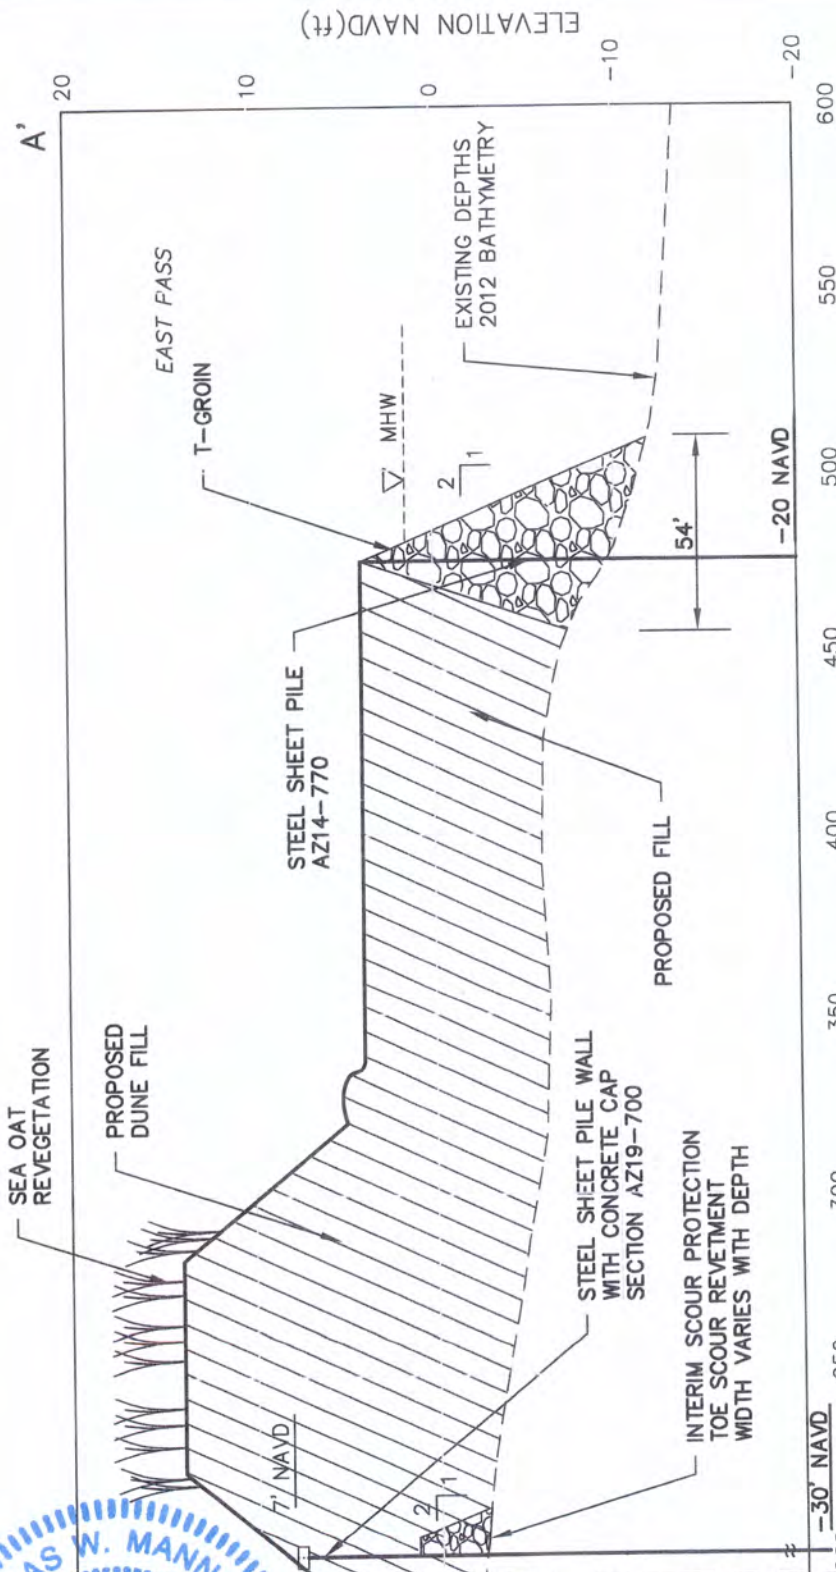 A'
SEA OAT
REVEGETATION
PROPOSED
DUNE FILL
EAST PASS
T-GROIN
STEEL SHEET PILE
AZ14-770
MHW
2
1
EXISTING DEPTHS
2012 BATHYMETRY
7' NAVD
2
1
54'
STEEL SHEET PILE WALL
WITH CONCRETE CAP
SECTION AZ19-700
PROPOSED FILL
INTERIM SCOUR PROTECTION
TOE SCOUR REVETMENT
WIDTH VARIES WITH DEPTH
-30' NAVD
-20 NAVD
20
10
0
-10
-20
ELEVATION NAVD(ft)
350
400
450
500
550
600
AS W. MANN